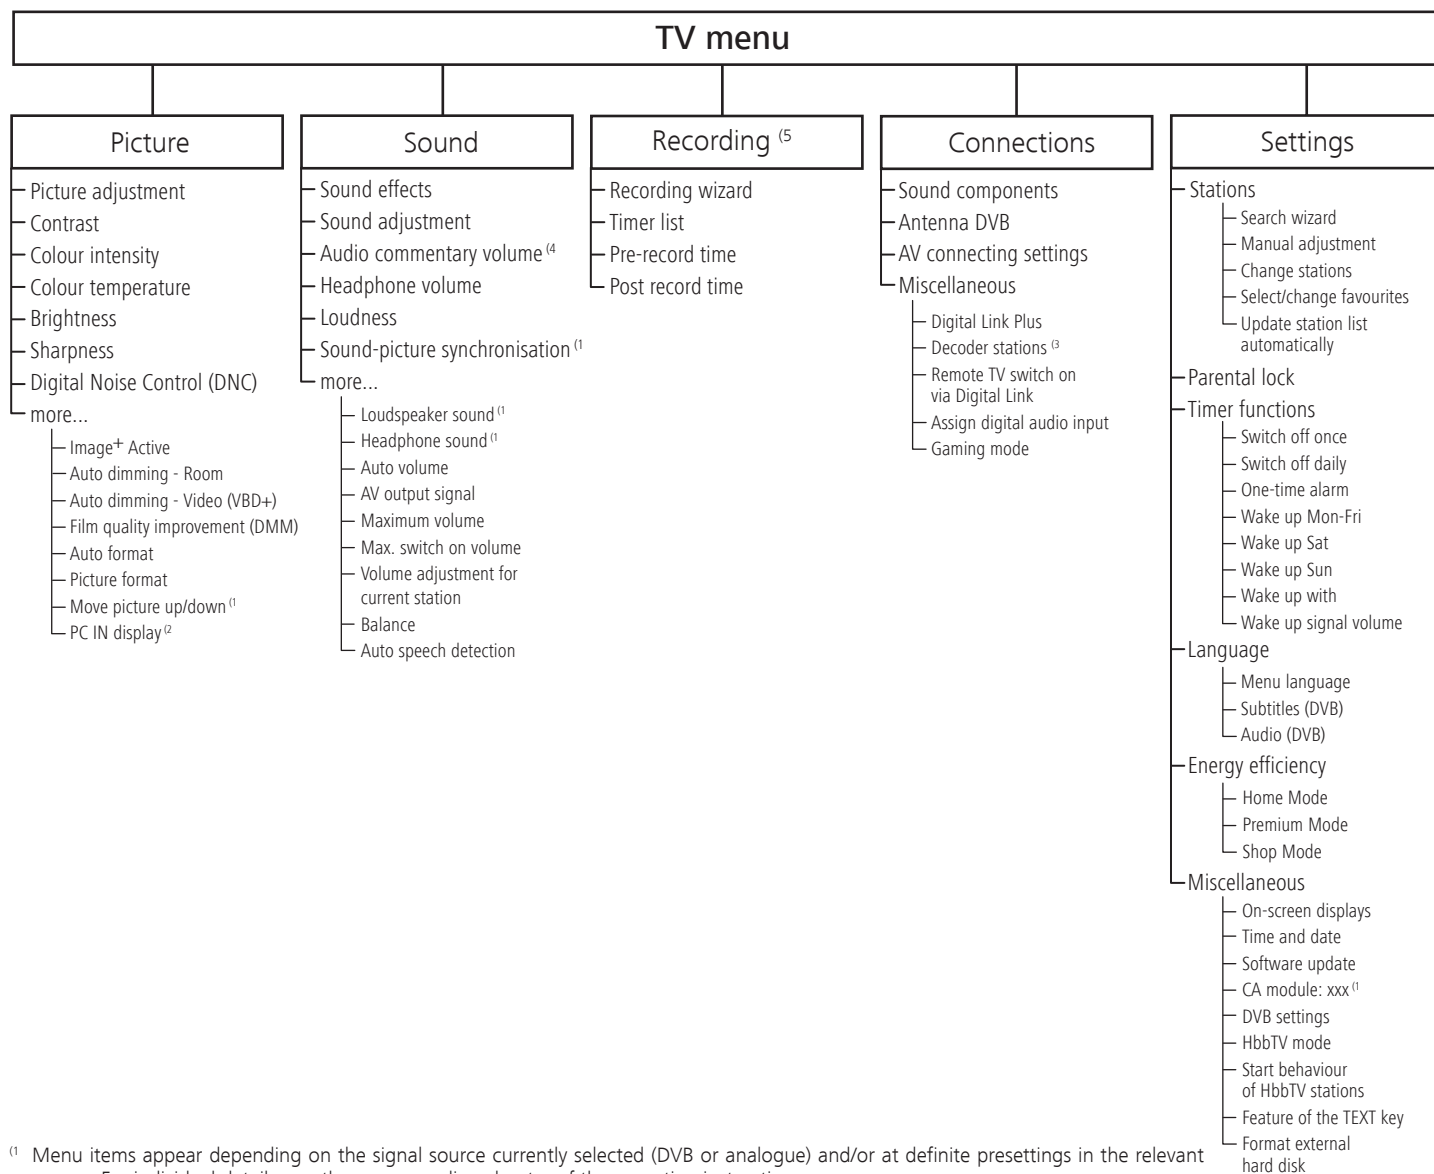 TV menu
Picture
Picture adjustment
Contrast
Colour intensity
Colour temperature
Brightness
Sharpness
Digital Noise Control (DNC)
more...
Image+ Active
Auto dimming - Room
Auto dimming - Video (VBD+)
Film quality improvement (DMM)
Auto format
Picture format
Move picture up/down (1
PC IN display (2
Sound
Sound effects
Sound adjustment
Audio commentary volume (4
Headphone volume
Loudness
Sound-picture synchronisation (1
more...
Loudspeaker sound (1
Headphone sound (1
Auto volume
AV output signal
Maximum volume
Max. switch on volume
Volume adjustment for
current station
Balance
Auto speech detection
Recording (5
Recording wizard
Timer list
Pre-record time
Post record time
Connections
Sound components
Antenna DVB
AV connecting settings
Miscellaneous
Digital Link Plus
Decoder stations (3
Remote TV switch on
via Digital Link
Assign digital audio input
Gaming mode
Settings
Stations
Search wizard
Manual adjustment
Change stations
Select/change favourites
Update station list
automatically
Parental lock
Timer functions
Switch off once
Switch off daily
One-time alarm
Wake up Mon-Fri
Wake up Sat
Wake up Sun
Wake up with
Wake up signal volume
Language
Menu language
Subtitles (DVB)
Audio (DVB)
Energy efficiency
Home Mode
Premium Mode
Shop Mode
Miscellaneous
On-screen displays
Time and date
Software update
CA module: xxx (1
DVB settings
HbbTV mode
Start behaviour
of HbbTV stations
Feature of the TEXT key
Format external
hard disk
(1 Menu items appear depending on the signal source currently selected (DVB or analogue) and/or at definite presettings in the relevant